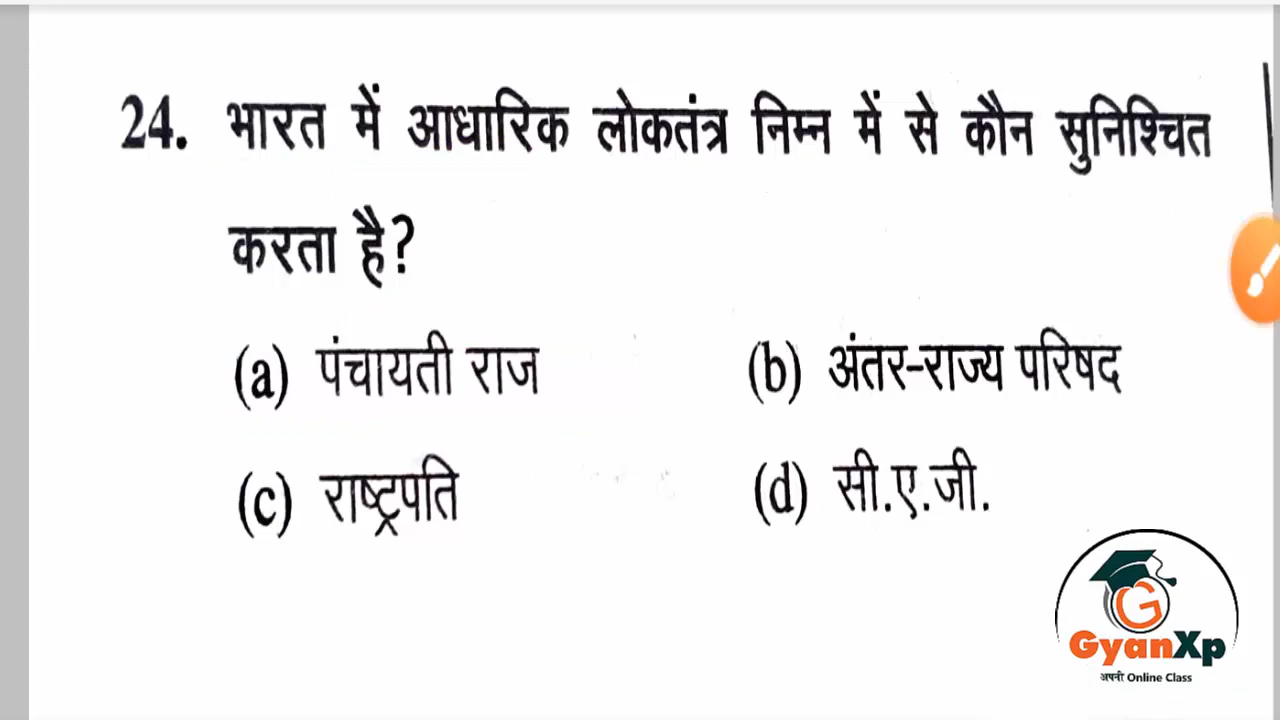 24. भारत में आधारिक लोकतंत्र निम्न में से कौन सुनिश्चित
करता है?
(a) पंचायती राज (b) अंतर-राज्य परिषद
(c) राष्ट्रपति (d) सी.ए.जी.
G
GyanXp
अपनी Online Class